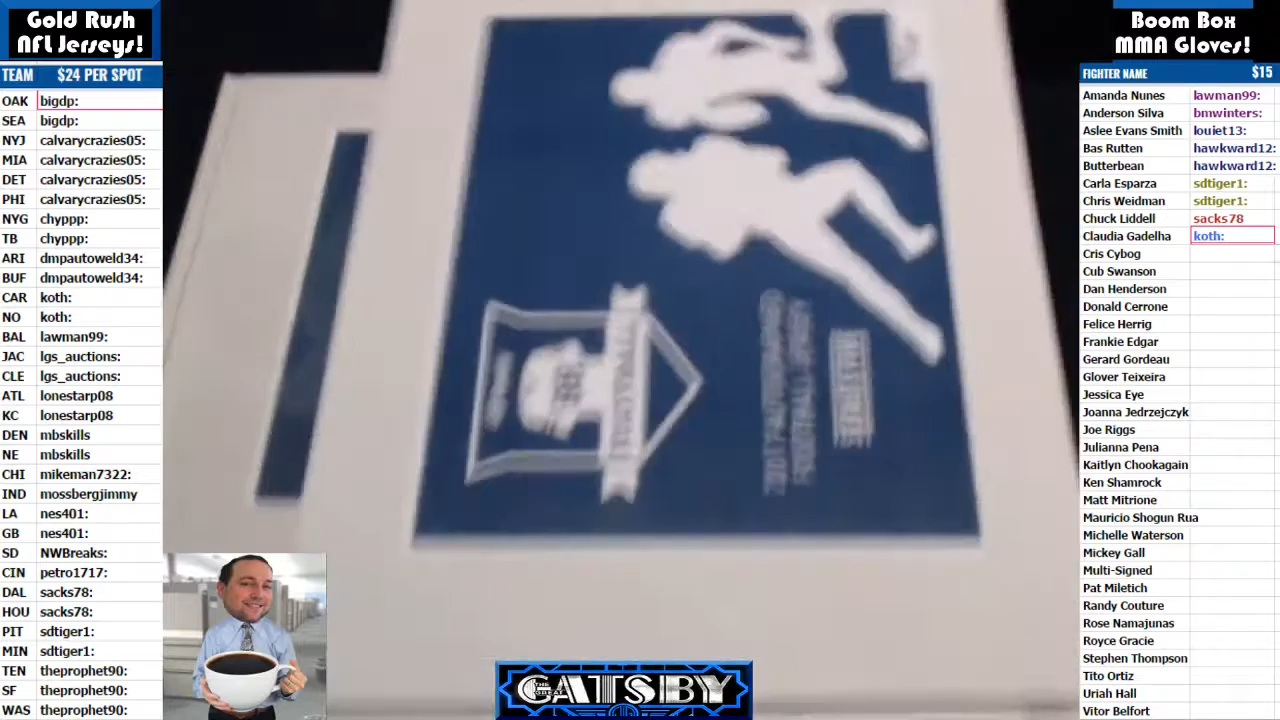 Gold Rush
NFL Jerseys!
TEAM $24 PER SPOT
OAK bigdp:
SEA bigdp:
NYJ calvarycrazies05:
MIA calvarycrazies05:
DET calvarycrazies05:
PHI calvarycrazies05:
NYG chyppp:
TB chyppp:
ARI dmpautoweld34:
BUF dmpautoweld34:
CAR koth:
NO koth:
BAL lawman99:
JAC lgs_auctions:
CLE lgs_auctions:
ATL lonestarp08
KC lonestarp08
DEN mbskills
NE mbskills
CHI mikeman7322:
IND mossbergjimmy
LA nes401:
GB nes401:
SD NWBreaks:
CIN petro1717:
DAL sacks78:
HOU sacks78:
PIT sdtiger1:
MIN sdtiger1:
TEN theprophet90:
SF theprophet90:
WAS theprophet90:
FOOTBALL
THE GREAT
GATSBY
Boom Box
MMA Gloves!
FIGHTER NAME $15
Amanda Nunes lawman99:
Anderson Silva bmwinters:
Aslee Evans Smith louiet13:
Bas Rutten hawkward12:
Butterbean hawkward12:
Carla Esparza sdtiger1:
Chris Weidman sdtiger1:
Chuck Liddell sacks78
Claudia Gadelha koth:
Cris Cybog
Cub Swanson
Dan Henderson
Donald Cerrone
Felice Herrig
Frankie Edgar
Gerard Gordeau
Glover Teixeira
Jessica Eye
Joanna Jedrzejczyk
Joe Riggs
Julianna Pena
Kaitlyn Chookagain
Ken Shamrock
Matt Mitrione
Mauricio Shogun Rua
Michelle Waterson
Mickey Gall
Multi-Signed
Pat Miletich
Randy Couture
Rose Namajunas
Royce Gracie
Stephen Thompson
Tito Ortiz
Uriah Hall
Vitor Belfort